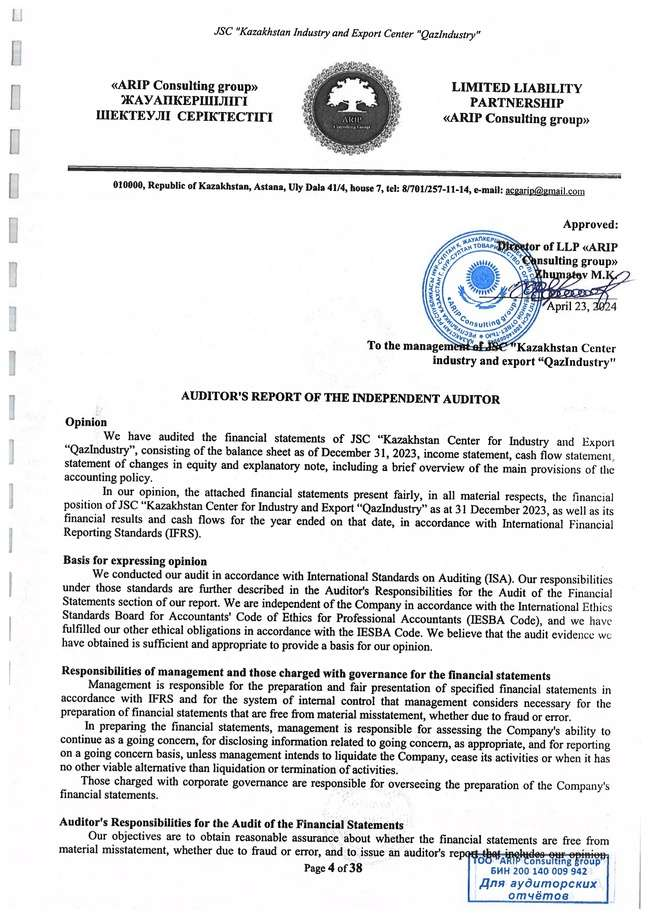 JSC "Kazakhstan Industry and Export Center "QazIndustry"
«ARIP Consulting group»
ЖАУАПКЕРШІЛІГІ
ШЕКТЕУЛІ СЕРІКТЕСТІГІ
ARIP
Consulting Group
LIMITED LIABILITY
PARTNERSHIP
«ARIP Consulting group»
010000, Republic of Kazakhstan, Astana, Uly Dala 41/4, house 7, tel: 8/701/257-11-14, e-mail: acgarip@gmail.com
Approved:
Director of LLP «ARIP
Consulting group»
Zhumatov M.K.
April 23, 2024
«ARIP Consulting group»
To the management of JSC "Kazakhstan Center
industry and export “QazIndustry"
AUDITOR'S REPORT OF THE INDEPENDENT AUDITOR
Opinion
We have audited the financial statements of JSC “Kazakhstan Center for Industry and Export
“QazIndustry”, consisting of the balance sheet as of December 31, 2023, income statement, cash flow statement,
statement of changes in equity and explanatory note, including a brief overview of the main provisions of the
accounting policy.
In our opinion, the attached financial statements present fairly, in all material respects, the financial
position of JSC “Kazakhstan Center for Industry and Export “QazIndustry” as at 31 December 2023, as well as its
financial results and cash flows for the year ended on that date, in accordance with International Financial
Reporting Standards (IFRS).
Basis for expressing opinion
We conducted our audit in accordance with International Standards on Auditing (ISA). Our responsibilities
under those standards are further described in the Auditor's Responsibilities for the Audit of the Financial
Statements section of our report. We are independent of the Company in accordance with the International Ethics
Standards Board for Accountants' Code of Ethics for Professional Accountants (IESBA Code), and we have
fulfilled our other ethical obligations in accordance with the IESBA Code. We believe that the audit evidence we
have obtained is sufficient and appropriate to provide a basis for our opinion.
Responsibilities of management and those charged with governance for the financial statements
Management is responsible for the preparation and fair presentation of specified financial statements in
accordance with IFRS and for the system of internal control that management considers necessary for the
preparation of financial statements that are free from material misstatement, whether due to fraud or error.
In preparing the financial statements, management is responsible for assessing the Company's ability to
continue as a going concern, for disclosing information related to going concern, as appropriate, and for reporting
on a going concern basis, unless management intends to liquidate the Company, cease its activities or when it has
no other viable alternative than liquidation or termination of activities.
Those charged with corporate governance are responsible for overseeing the preparation of the Company's
financial statements.
Auditor's Responsibilities for the Audit of the Financial Statements
Our objectives are to obtain reasonable assurance about whether the financial statements are free from
material misstatement, whether due to fraud or error, and to issue an auditor's report that includes our opinion.
Page 4 of 38
ТОО "ARIP Consulting group"
БИН 200 140 009 942
Для аудиторских
отчётов